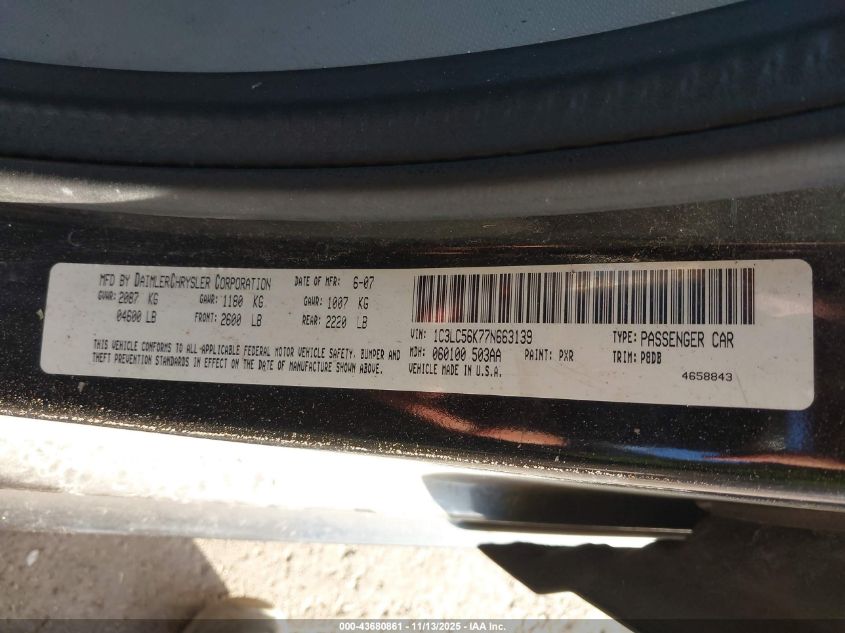 MFD BY DAIMLERCHRYSLER CORPORATION DATE OF MFR: 6-07
GVWR: 2087 KG GAWR: 1180 KG GAWR: 1007 KG
04600 LB FRONT: 2600 LB REAR: 2220 LB
THIS VEHICLE CONFORMS TO ALL-APPLICABLE FEDERAL MOTOR VEHICLE SAFETY, BUMPER AND
THEFT PREVENTION STANDARDS IN EFFECT ON THE DATE OF MANUFACTURE SHOWN ABOVE.
VIN: 1C3LC56K77N663139 TYPE: PASSENGER CAR
MDH: 060100 503AA PAINT: PXR TRIM: P8DB
VEHICLE MADE IN U.S.A. 4658843
000-43680861 - 11/13/2025 - IAA Inc.